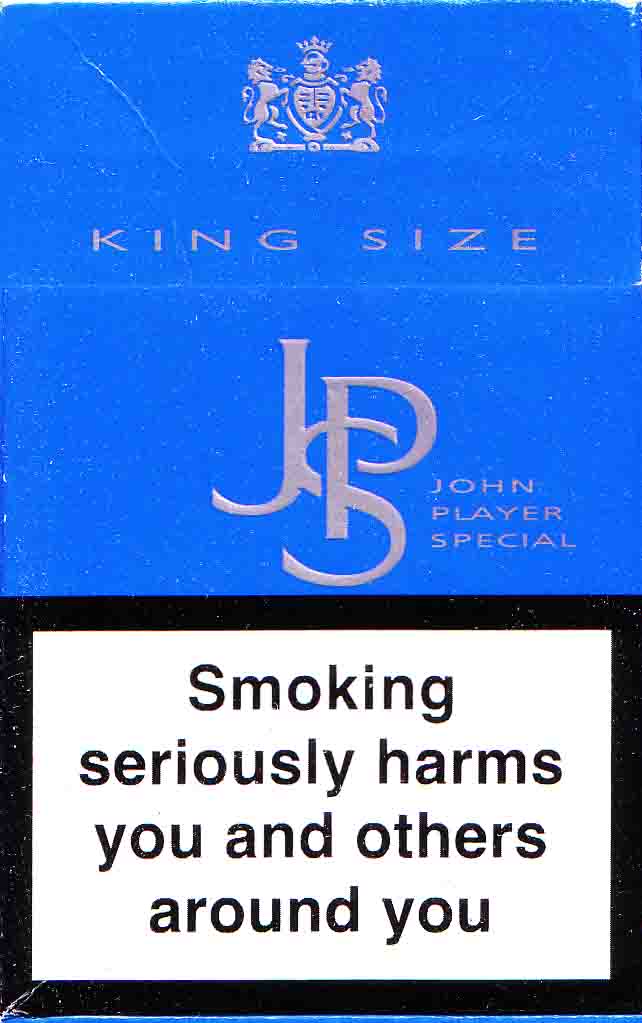 KING SIZE
JPS
JOHN
PLAYER
SPECIAL
Smoking
seriously harms
you and others
around you